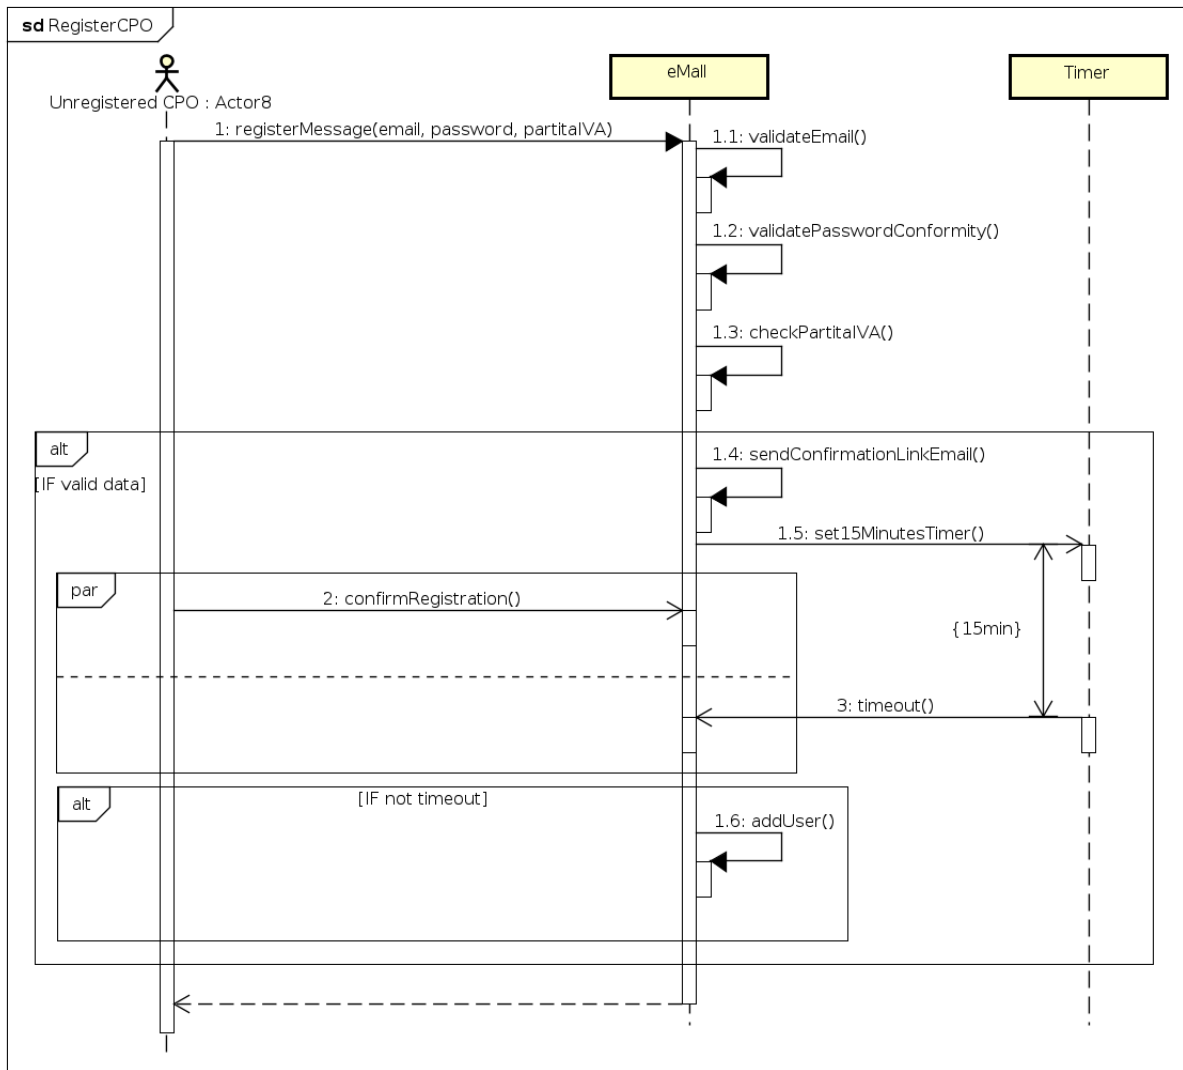 sd RegisterCPO
Unregistered CPO : Actor8
eMall
Timer
1: registerMessage(email, password, partitaIVA)
1.1: validateEmail()
1.2: validatePasswordConformity()
1.3: checkPartitaIVA()
alt
[IF valid data]
1.4: sendConfirmationLinkEmail()
1.5: set15MinutesTimer()
par
2: confirmRegistration()
{15min}
3: timeout()
alt
[IF not timeout]
1.6: addUser()